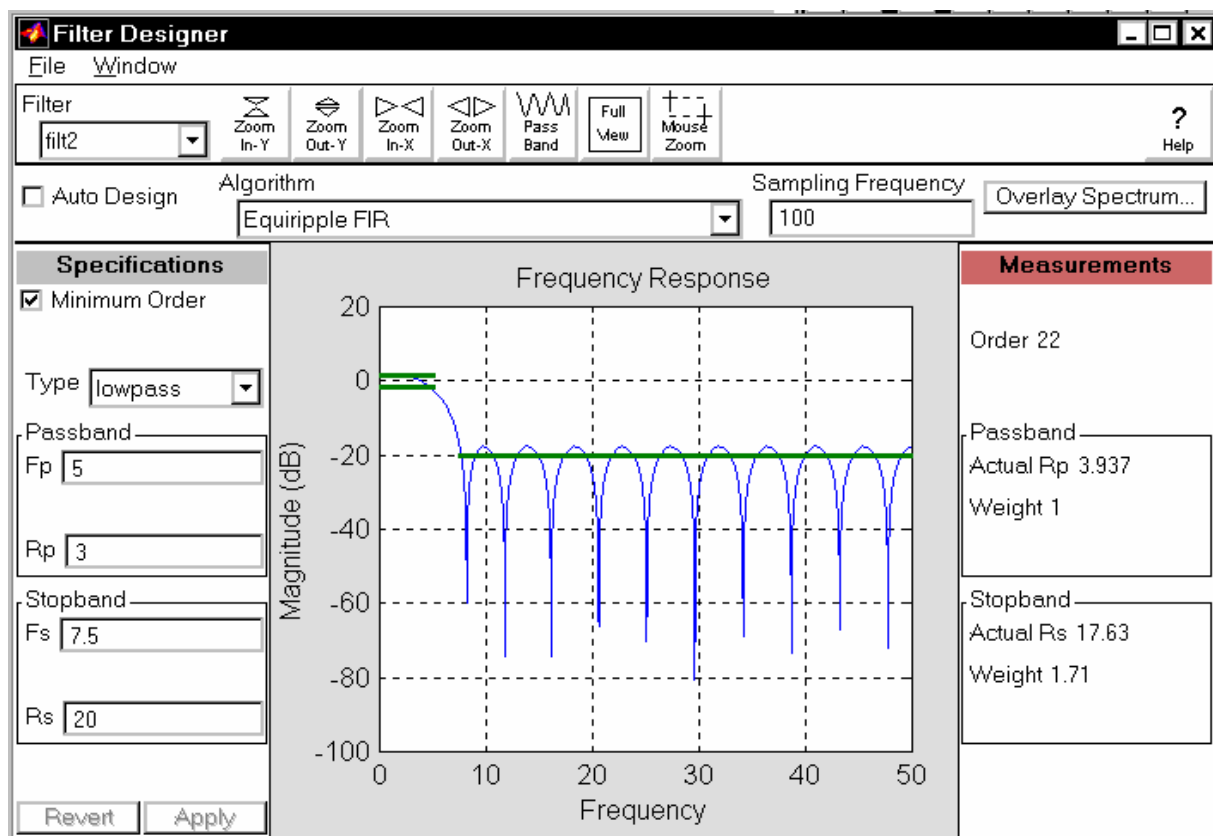 Filter Designer
File Window
Filter
filt2
Zoom In-Y
Zoom Out-Y
Zoom In-X
Zoom Out-X
Pass Band
Full View
Mouse Zoom
?
Help
Auto Design
Algorithm
Equiripple FIR
Sampling Frequency
100
Overlay Spectrum...
Specifications
Minimum Order
Type lowpass
Passband
Fp 5
Rp 3
Stopband
Fs 7.5
Rs 20
Revert Apply
Frequency Response
Magnitude (dB)
20
0
-20
-40
-60
-80
-100
0 10 20 30 40 50
Frequency
Measurements
Order 22
Passband
Actual Rp 3.937
Weight 1
Stopband
Actual Rs 17.63
Weight 1.71